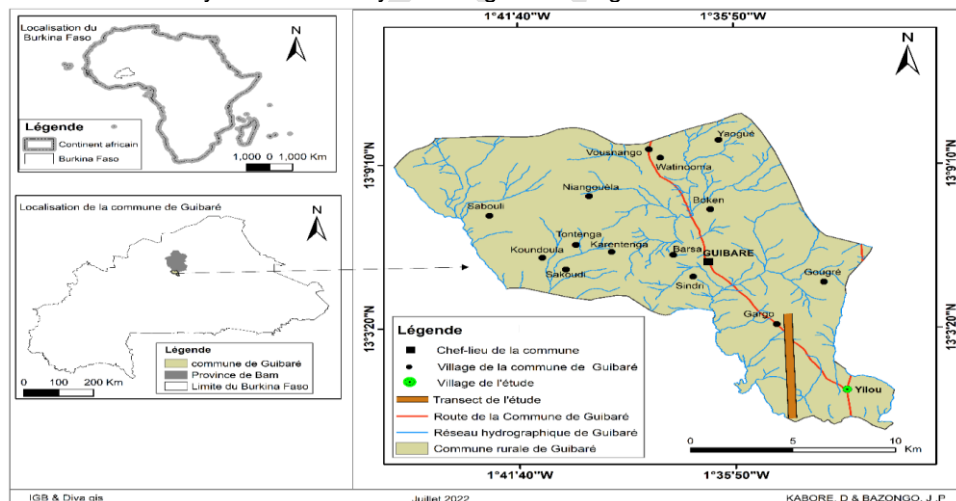 1°41'40"W 1°35'50"W
Localisation du
Burkina Faso
N
Légende
Continent africain
Burkina Faso
1,000 0 1,000 Km
Localisation de la commune de Guibaré
N
Légende
commune de Guibaré
Province de Bam
Limite du Burkina Faso
0 100 200 Km
N
13°9'10"N
13°3'20"N
Yaogué
Vousnango
Watinooma
Niangouèla
Sabouli
Boken
Tontenga
Koundoula
Karentenga
Barsa
GUIBARE
Sakoudi
Sindri
Gougré
Gargo
Yilou
Légende
Chef-lieu de la commune
Village de la commune de Guibaré
Village de l'étude
Transect de l'étude
Route de la Commune de Guibaré
Réseau hydrographique de Guibaré
Commune rurale de Guibaré
0 5 10
Km
13°9'10"N
13°3'20"N
1°41'40"W 1°35'50"W
IGB & Diva gis Juillet 2022 KABORE, D & BAZONGO, J .P